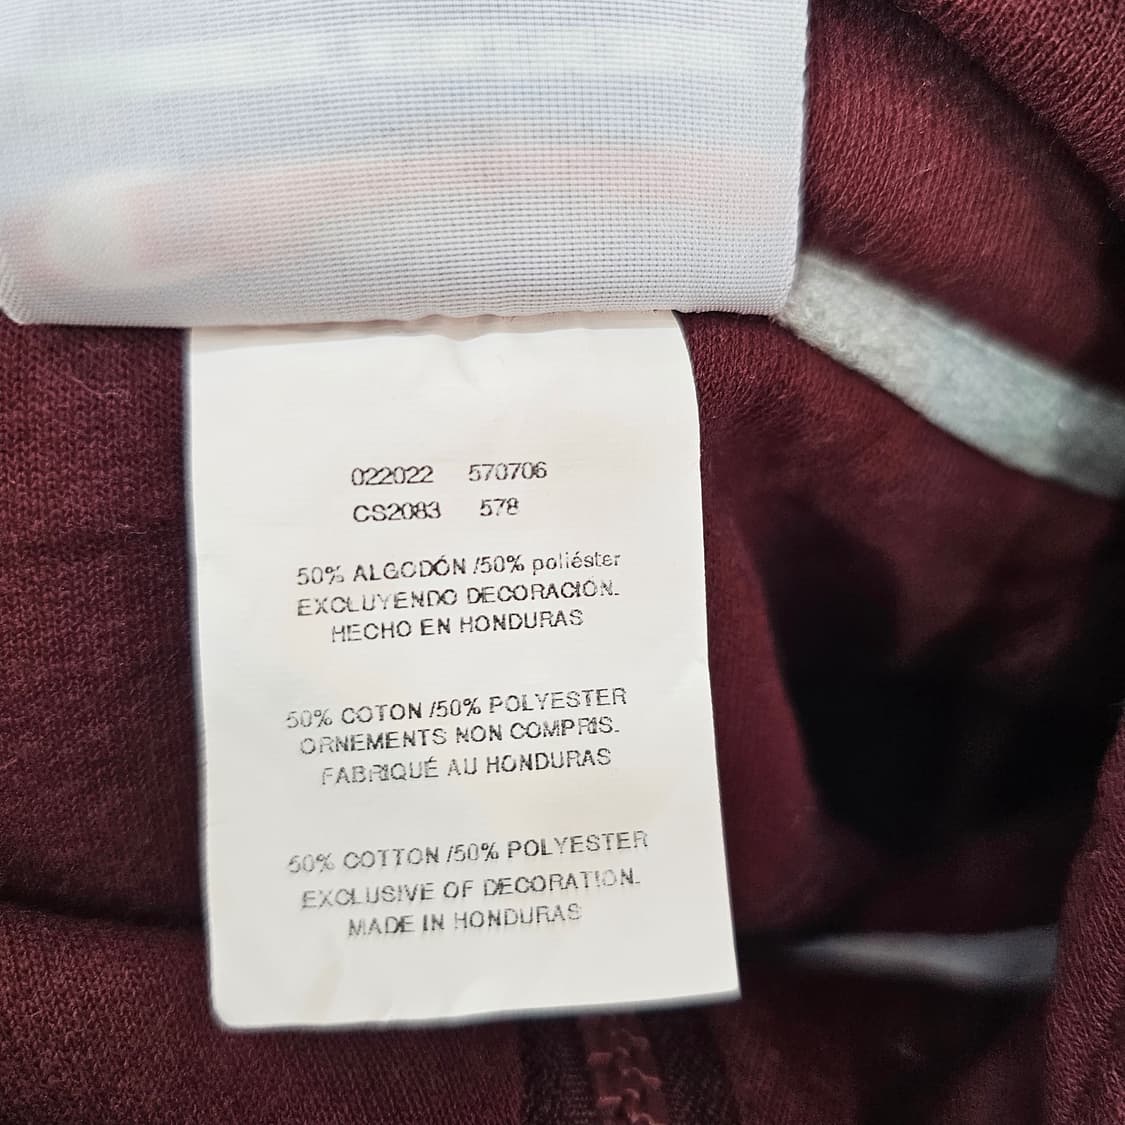 022022 570706
CS2083 578
50% ALGODÓN /50% poliéster
EXCLUYENDO DECORACIÓN.
HECHO EN HONDURAS
50% COTON /50% POLYESTER
ORNEMENTS NON COMPRIS.
FABRIQUÉ AU HONDURAS
50% COTTON /50% POLYESTER
EXCLUSIVE OF DECORATION.
MADE IN HONDURAS